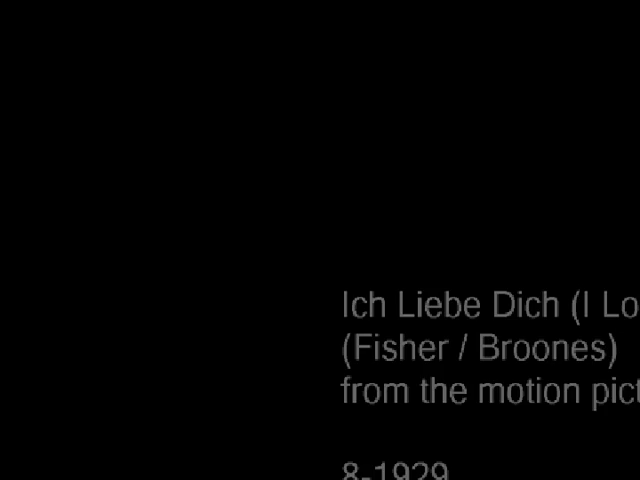 Ich Liebe Dich (I Lo
(Fisher / Broones)
from the motion pict
8-1929